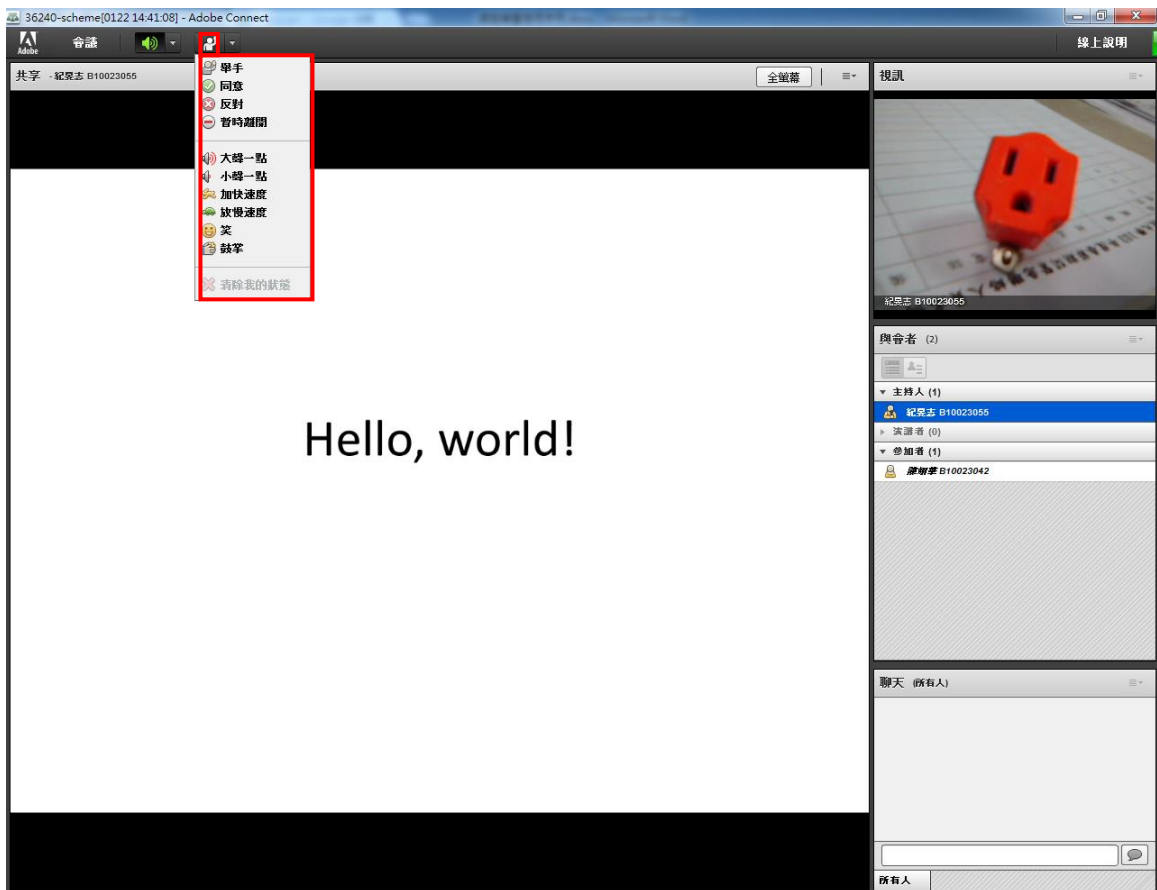 36240-scheme[0122 14:41:08] - Adobe Connect
Adobe
會議
線上說明
共享 - 紀旻志 B10023055
全螢幕
舉手
同意
反對
暫時離開
大聲一點
小聲一點
加快速度
放慢速度
笑
鼓掌
清除我的狀態
Hello, world!
視訊
紀旻志 B10023055
與會者 (2)
主持人 (1)
紀旻志 B10023055
演講者 (0)
參加者 (1)
B10023042
聊天 (所有人)
所有人